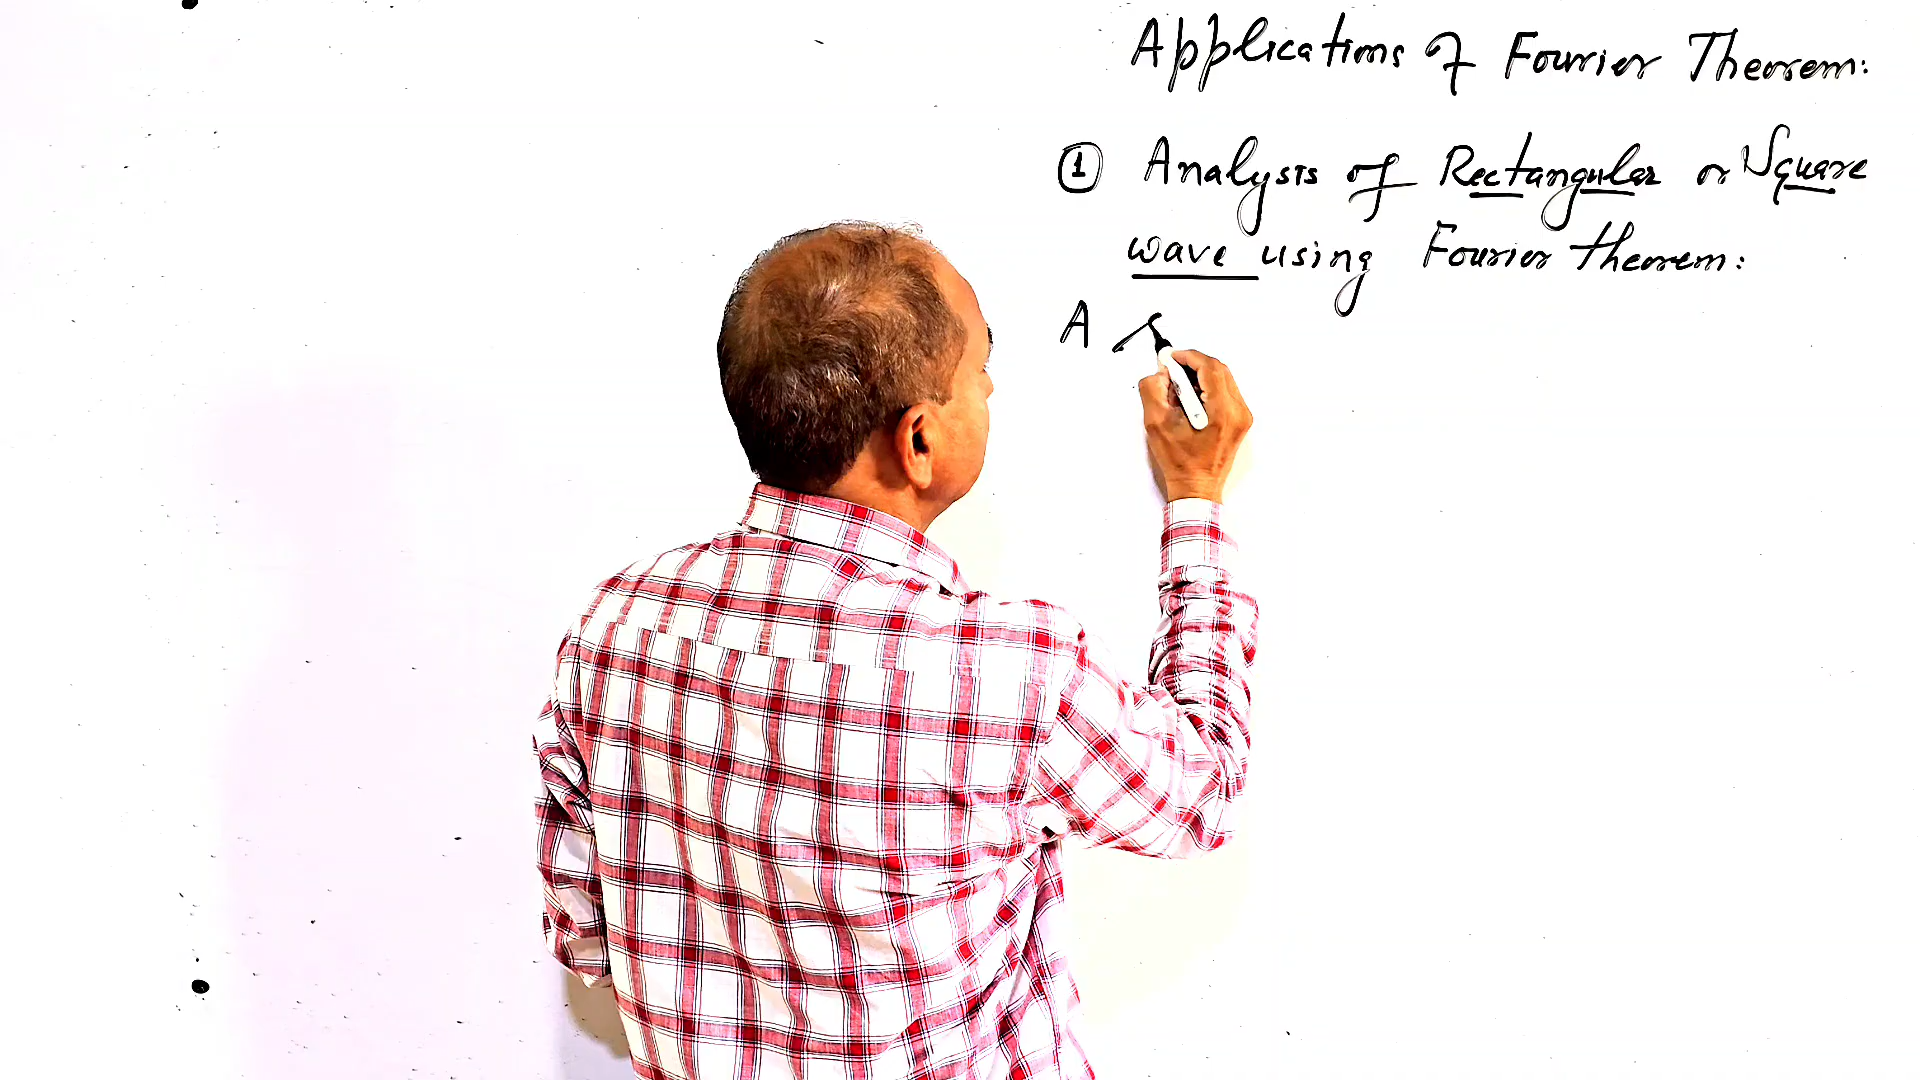 Applications of Fourier Theorem:
① Analysis of Rectangular or Square
wave using Fourier theorem:
A